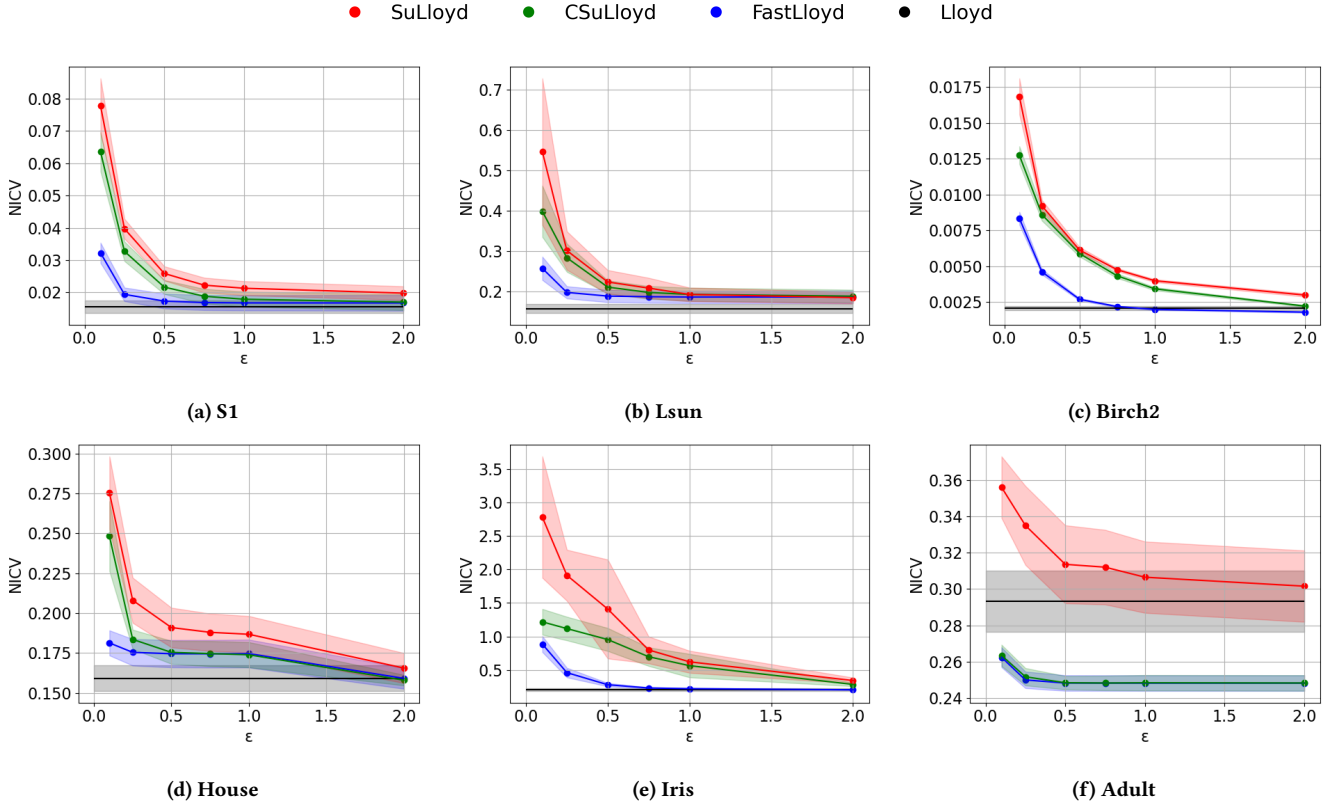 SuLloyd CSuLloyd FastLloyd Lloyd
NICV
0.08
0.07
0.06
0.05
0.04
0.03
0.02
0.0 0.5 1.0 1.5 2.0
ε
(a) S1
NICV
0.7
0.6
0.5
0.4
0.3
0.2
0.0 0.5 1.0 1.5 2.0
ε
(b) Lsun
NICV
0.0175
0.0150
0.0125
0.0100
0.0075
0.0050
0.0025
0.0 0.5 1.0 1.5 2.0
ε
(c) Birch2
NICV
0.300
0.275
0.250
0.225
0.200
0.175
0.150
0.0 0.5 1.0 1.5 2.0
ε
(d) House
NICV
3.5
3.0
2.5
2.0
1.5
1.0
0.5
0.0 0.5 1.0 1.5 2.0
ε
(e) Iris
NICV
0.36
0.34
0.32
0.30
0.28
0.26
0.24
0.0 0.5 1.0 1.5 2.0
ε
(f) Adult